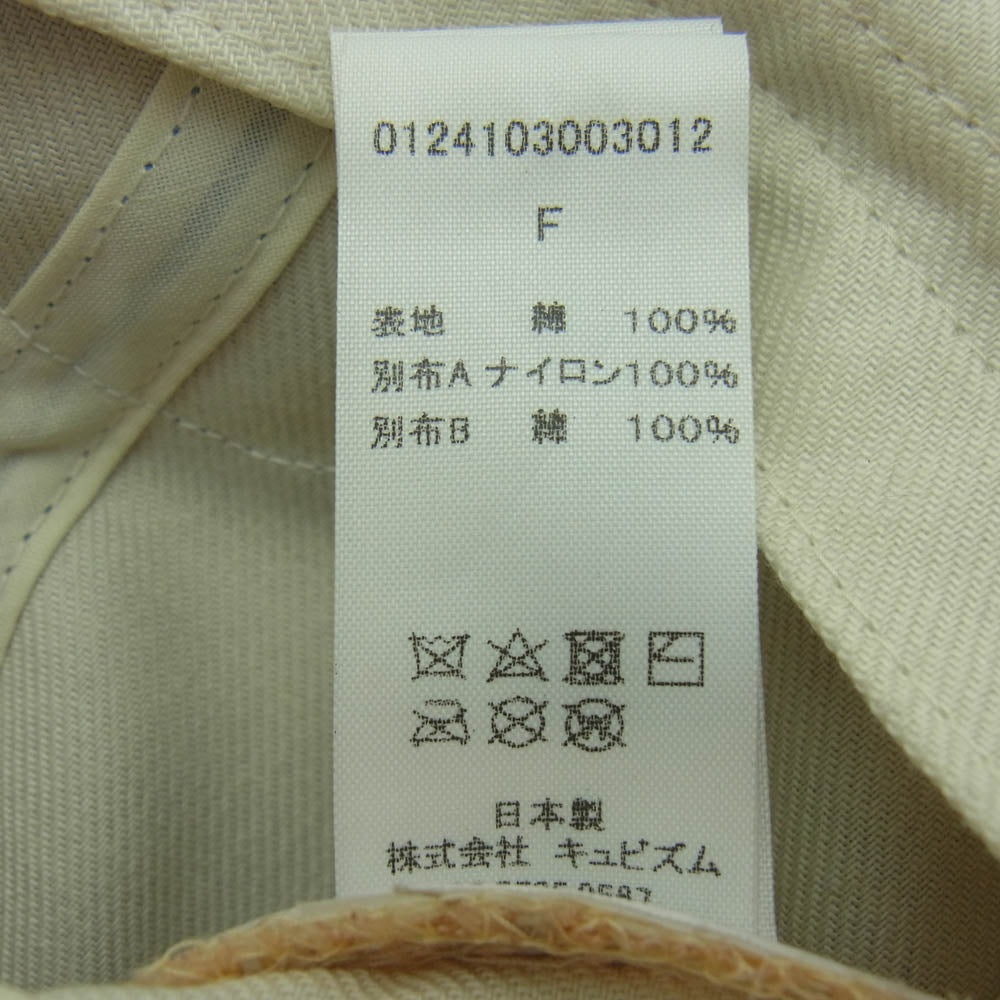 0124103003012
F
表地 綿 100%
別布A ナイロン100%
別布B 綿 100%
日本製
株式会社 キュビズム